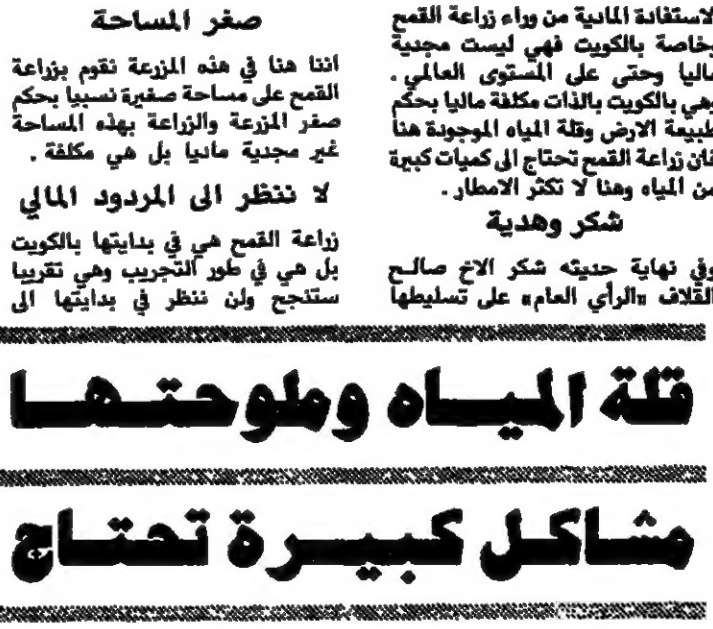 الاستفادة المادية من وراء زراعة القمح
وخاصة بالكويت فهي ليست مجدية
ماليا وحتى على المستوى العالمي .
وهي بالكويت بالذات مكلفة ماليا بحكم
طبيعة الارض وقلة المياه الموجودة هنا
فان زراعة القمح تحتاج الى كميات كبيرة
من المياه وهنا لا تكثر الامطار .
شكر وهدية
وفي نهاية حديثه شكر الاخ صالح
القلاف «الرأي العام» على تسليطها
صغر المساحة
اننا هنا في هذه المزرعة نقوم بزراعة
القمح على مساحة صغيرة نسبيا بحكم
صغر المزرعة والزراعة بهذه المساحة
غير مجدية ماديا بل هي مكلفة .
لا ننظر الى المردود المالي
زراعة القمح هي في بدايتها بالكويت
بل هي في طور التجريب وهي تقريبا
ستنجح ولن ننظر في بدايتها الى
قلة المياه وملوحتها
مشاكل كبيرة تحتاج